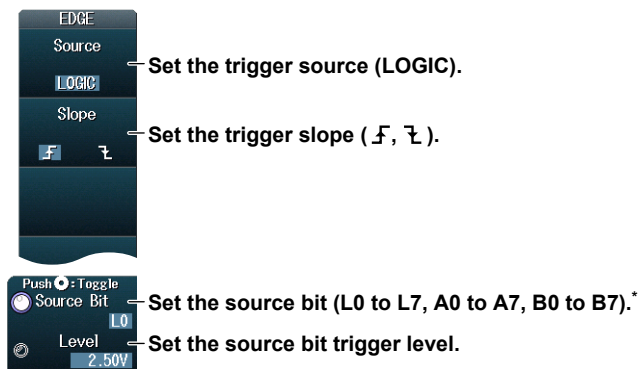 EDGE
Source
LOGIC
Set the trigger source (LOGIC).
Slope
Set the trigger slope ( , ).
Push : Toggle
Source Bit
L0
Set the source bit (L0 to L7, A0 to A7, B0 to B7).*
Level
2.50V
Set the source bit trigger level.